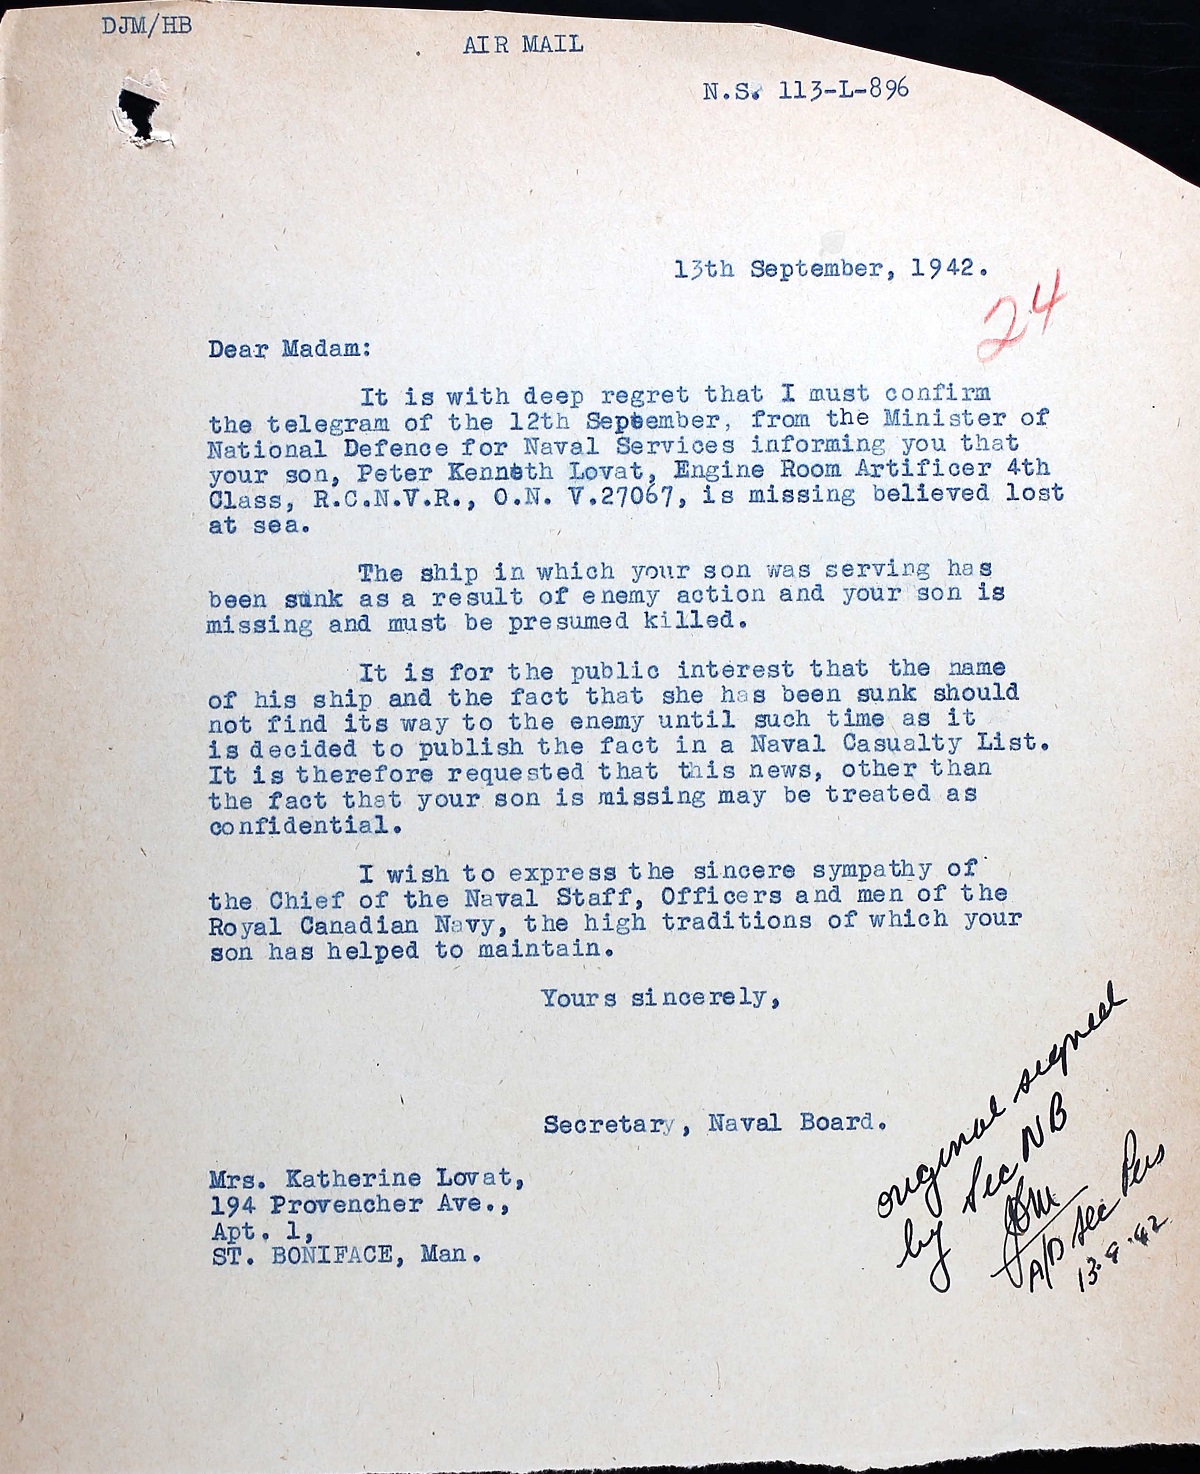 DJM/HB
AIR MAIL
N.S. 113-L-896
13th September, 1942.
24
Dear Madam:
It is with deep regret that I must confirm
the telegram of the 12th September, from the Minister of
National Defence for Naval Services informing you that
your son, Peter Kenneth Lovat, Engine Room Artificer 4th
Class, R.C.N.V.R., O.N. V.27067, is missing believed lost
at sea.
The ship in which your son was serving has
been sunk as a result of enemy action and your son is
missing and must be presumed killed.
It is for the public interest that the name
of his ship and the fact that she has been sunk should
not find its way to the enemy until such time as it
is decided to publish the fact in a Naval Casualty List.
It is therefore requested that this news, other than
the fact that your son is missing may be treated as
confidential.
I wish to express the sincere sympathy of
the Chief of the Naval Staff, Officers and men of the
Royal Canadian Navy, the high traditions of which your
son has helped to maintain.
Yours sincerely,
Secretary, Naval Board.
original signed
by Sec NB
DJM
A/D Sec Pers
13.9.42
Mrs. Katherine Lovat,
194 Provencher Ave.,
Apt. 1,
ST. BONIFACE, Man.